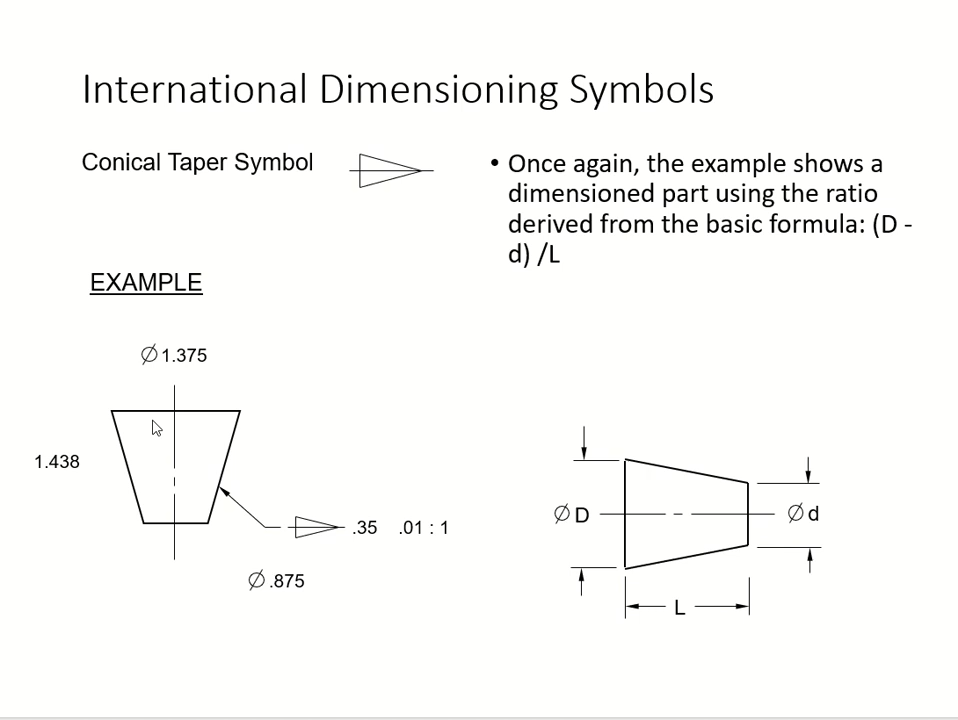 International Dimensioning Symbols
Conical Taper Symbol
• Once again, the example shows a
dimensioned part using the ratio
derived from the basic formula: (D -
d) /L
EXAMPLE
∅1.375
1.438
.35 .01 : 1
∅.875
∅D
∅d
L